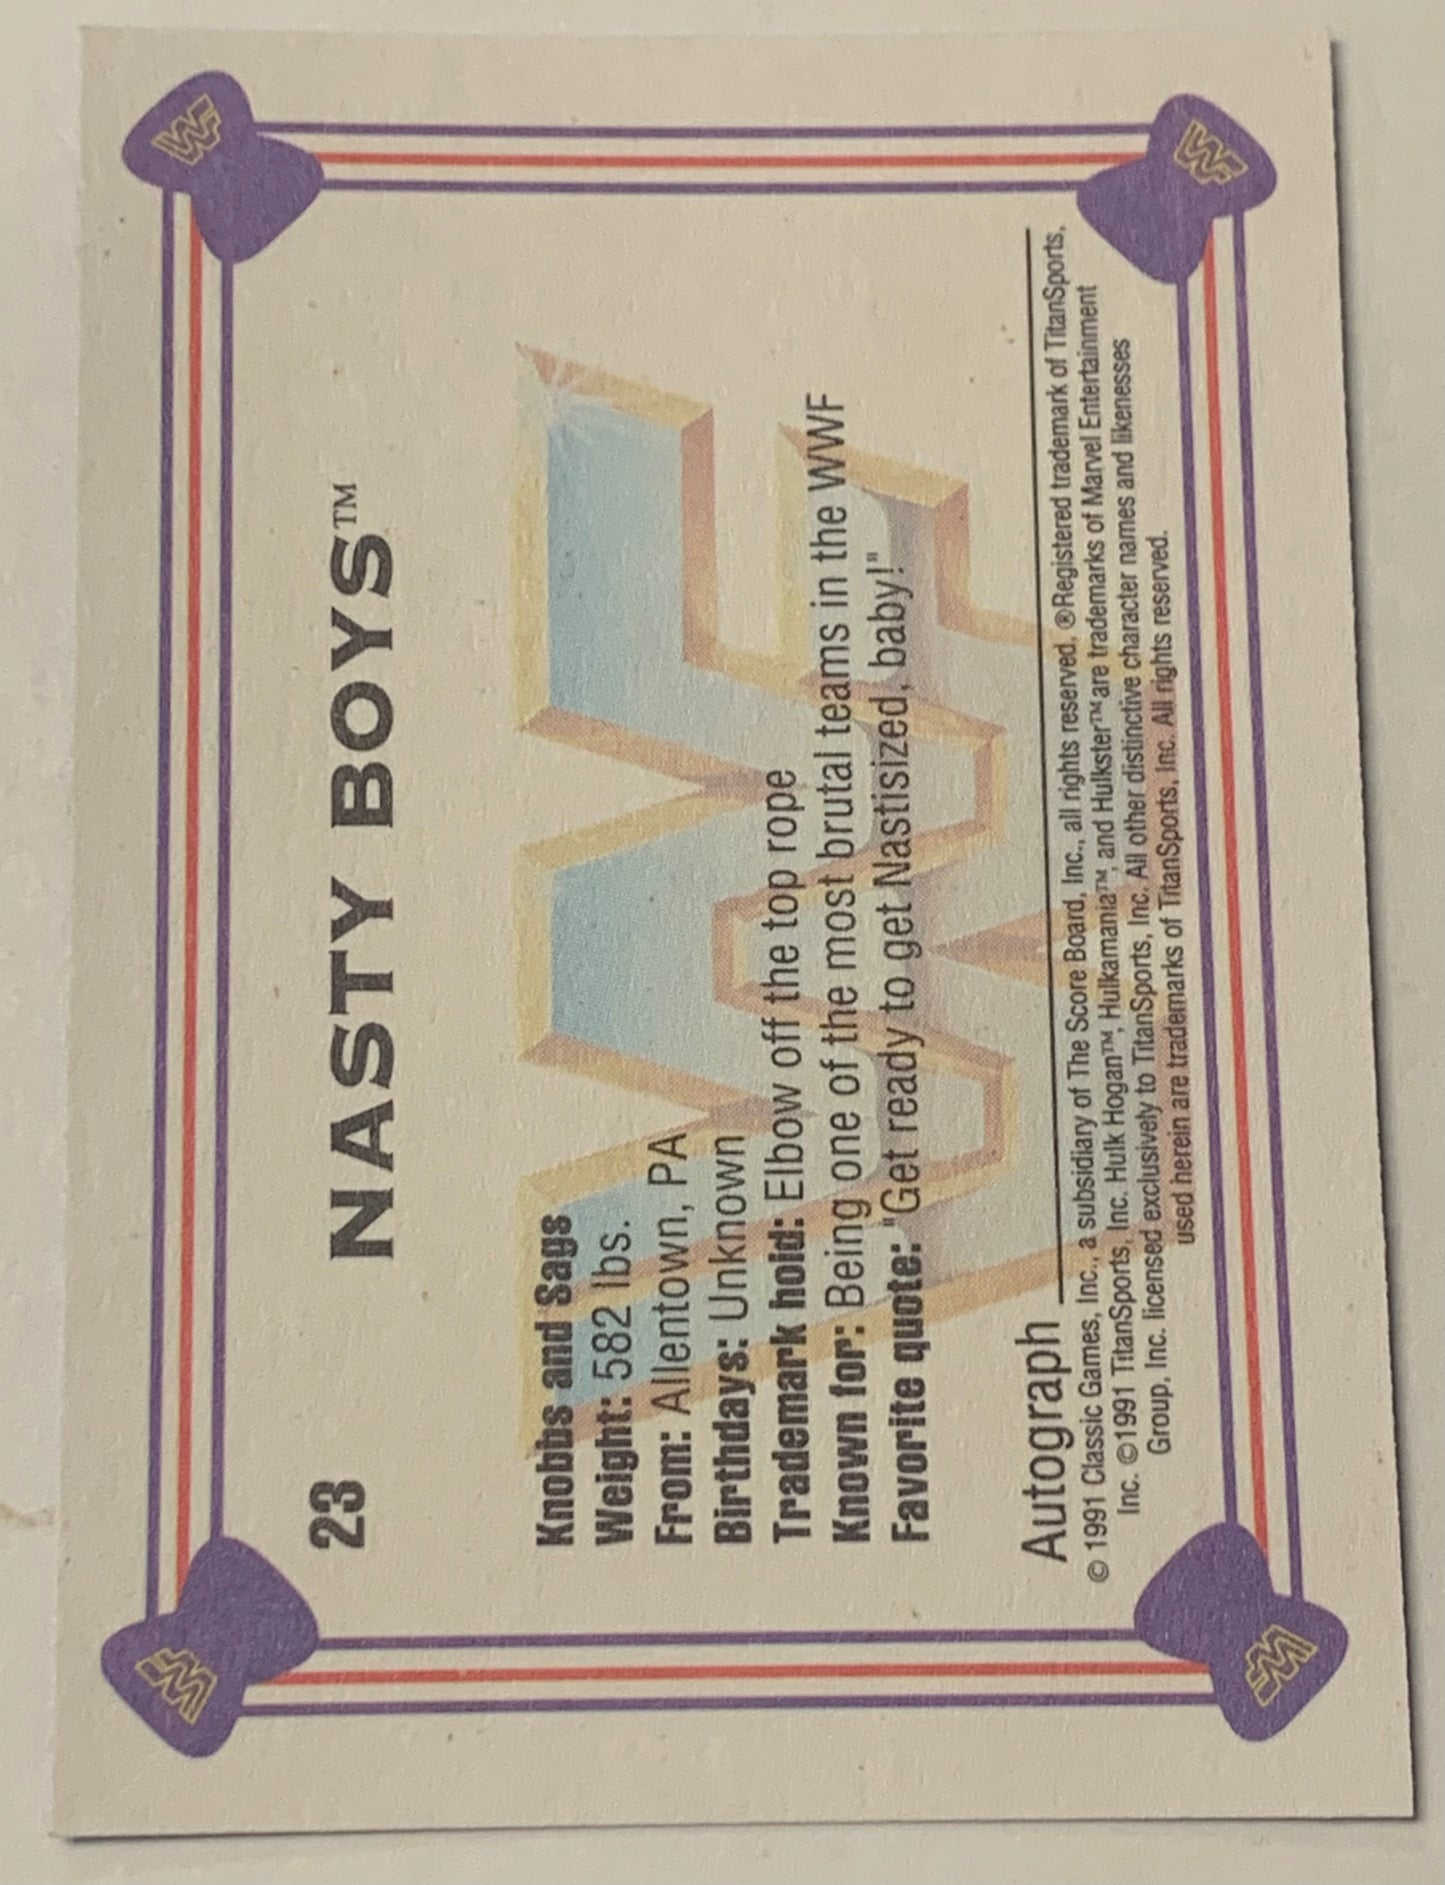 23
NASTY BOYS™
Knobbs and Sags
Weight: 582 lbs.
From: Allentown, PA
Birthdays: Unknown
Trademark hold: Elbow off the top rope
Known for: Being one of the most brutal teams in the WWF
Favorite quote: "Get ready to get Nastisized, baby!"
Autograph
© 1991 Classic Games, Inc., a subsidiary of The Score Board, Inc., all rights reserved. ®Registered trademark of TitanSports,
Inc. ©1991 TitanSports, Inc. Hulk Hogan™, Hulkamania™, and Hulkster™ are trademarks of Marvel Entertainment
Group, Inc. licensed exclusively to TitanSports, Inc. All other distinctive character names and likenesses
used herein are trademarks of TitanSports, Inc. All rights reserved.
WF
WF
WF
WF